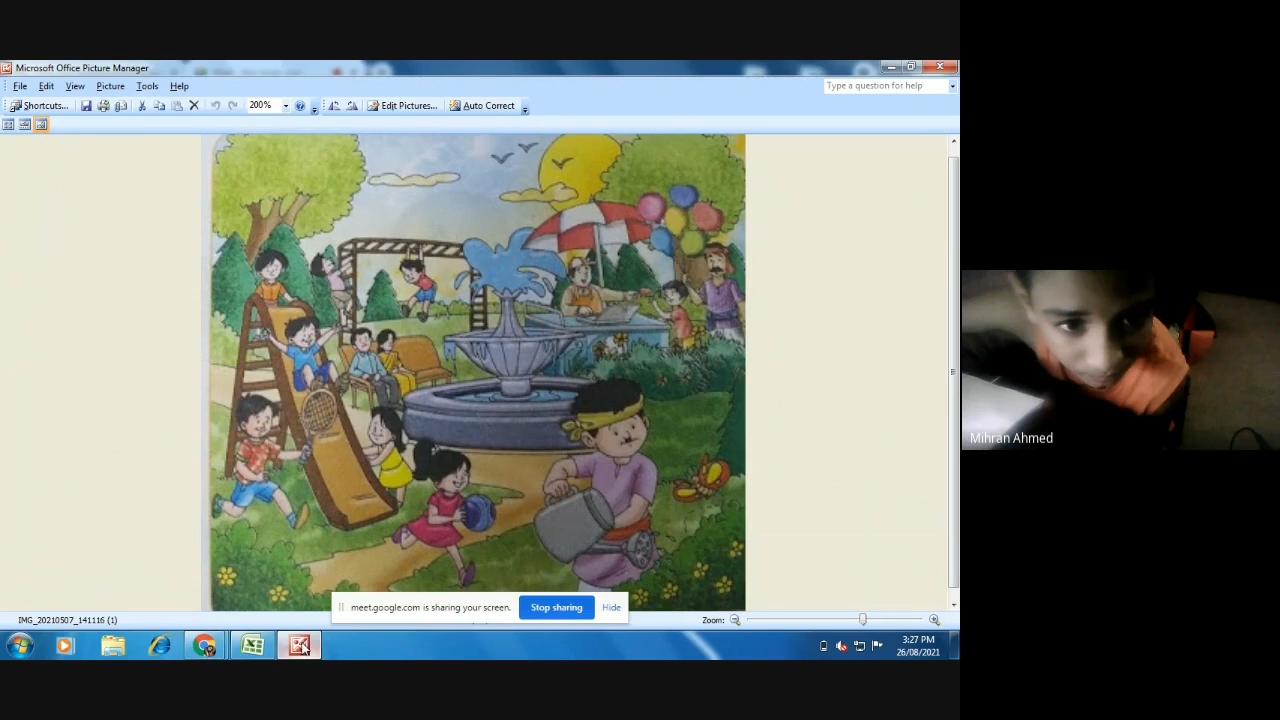 Microsoft Office Picture Manager
File Edit View Picture Tools Help
Type a question for help
Shortcuts... 200% Edit Pictures... Auto Correct
Mihran Ahmed
meet.google.com is sharing your screen. Stop sharing Hide
IMG_20210507_141116 (1) Zoom:
3:27 PM
26/08/2021